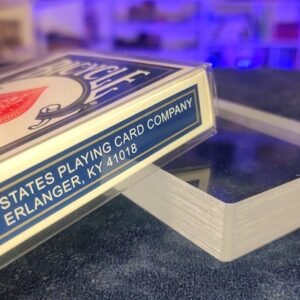 BICYCLE
STATES PLAYING CARD COMPANY
ERLANGER, KY 41018